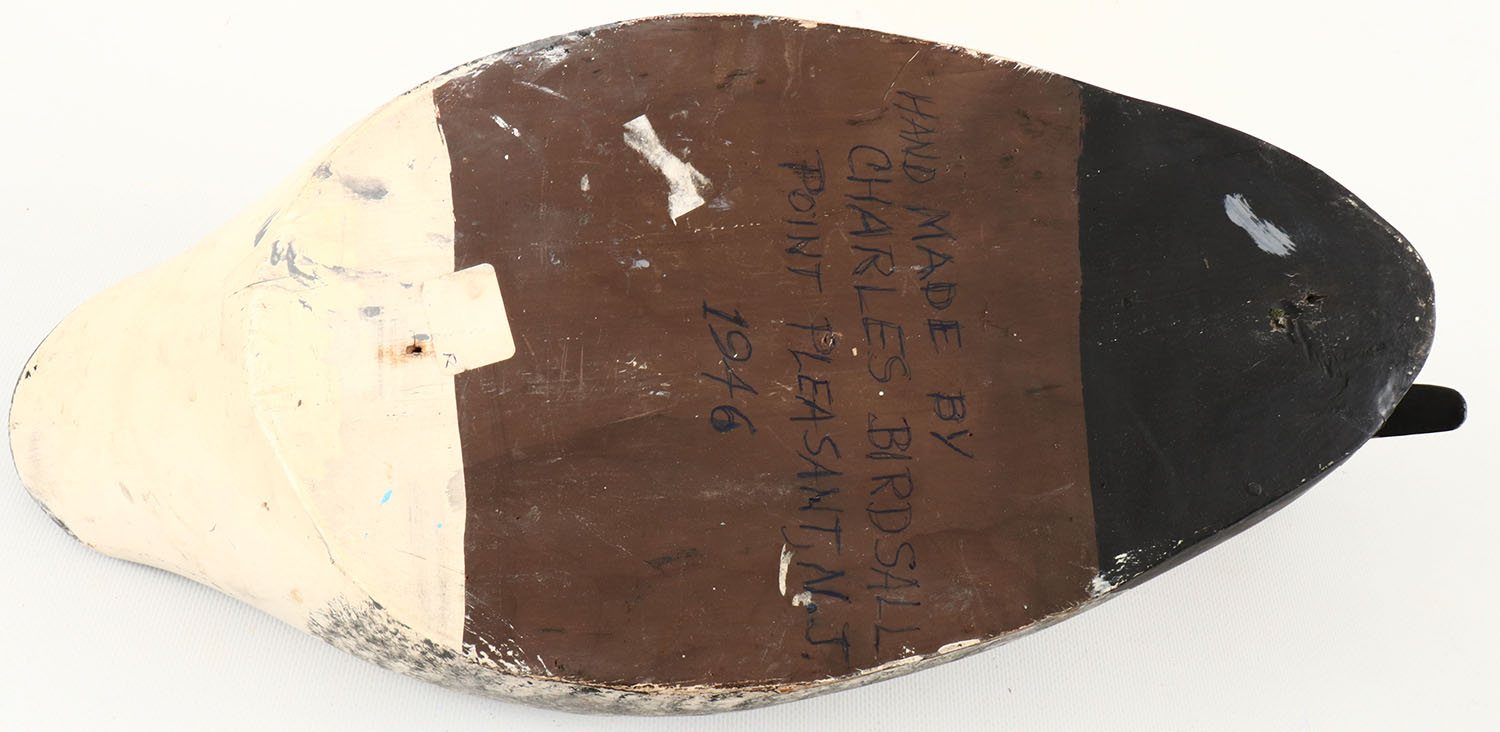 HAND MADE BY
CHARLES BIRDSALL
POINT PLEASANT, N.J.
1946